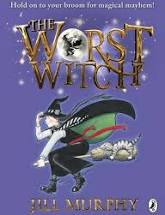 Hold on to your broom for magical mayhem!
THE
WORST
WITCH
JILL MURPHY